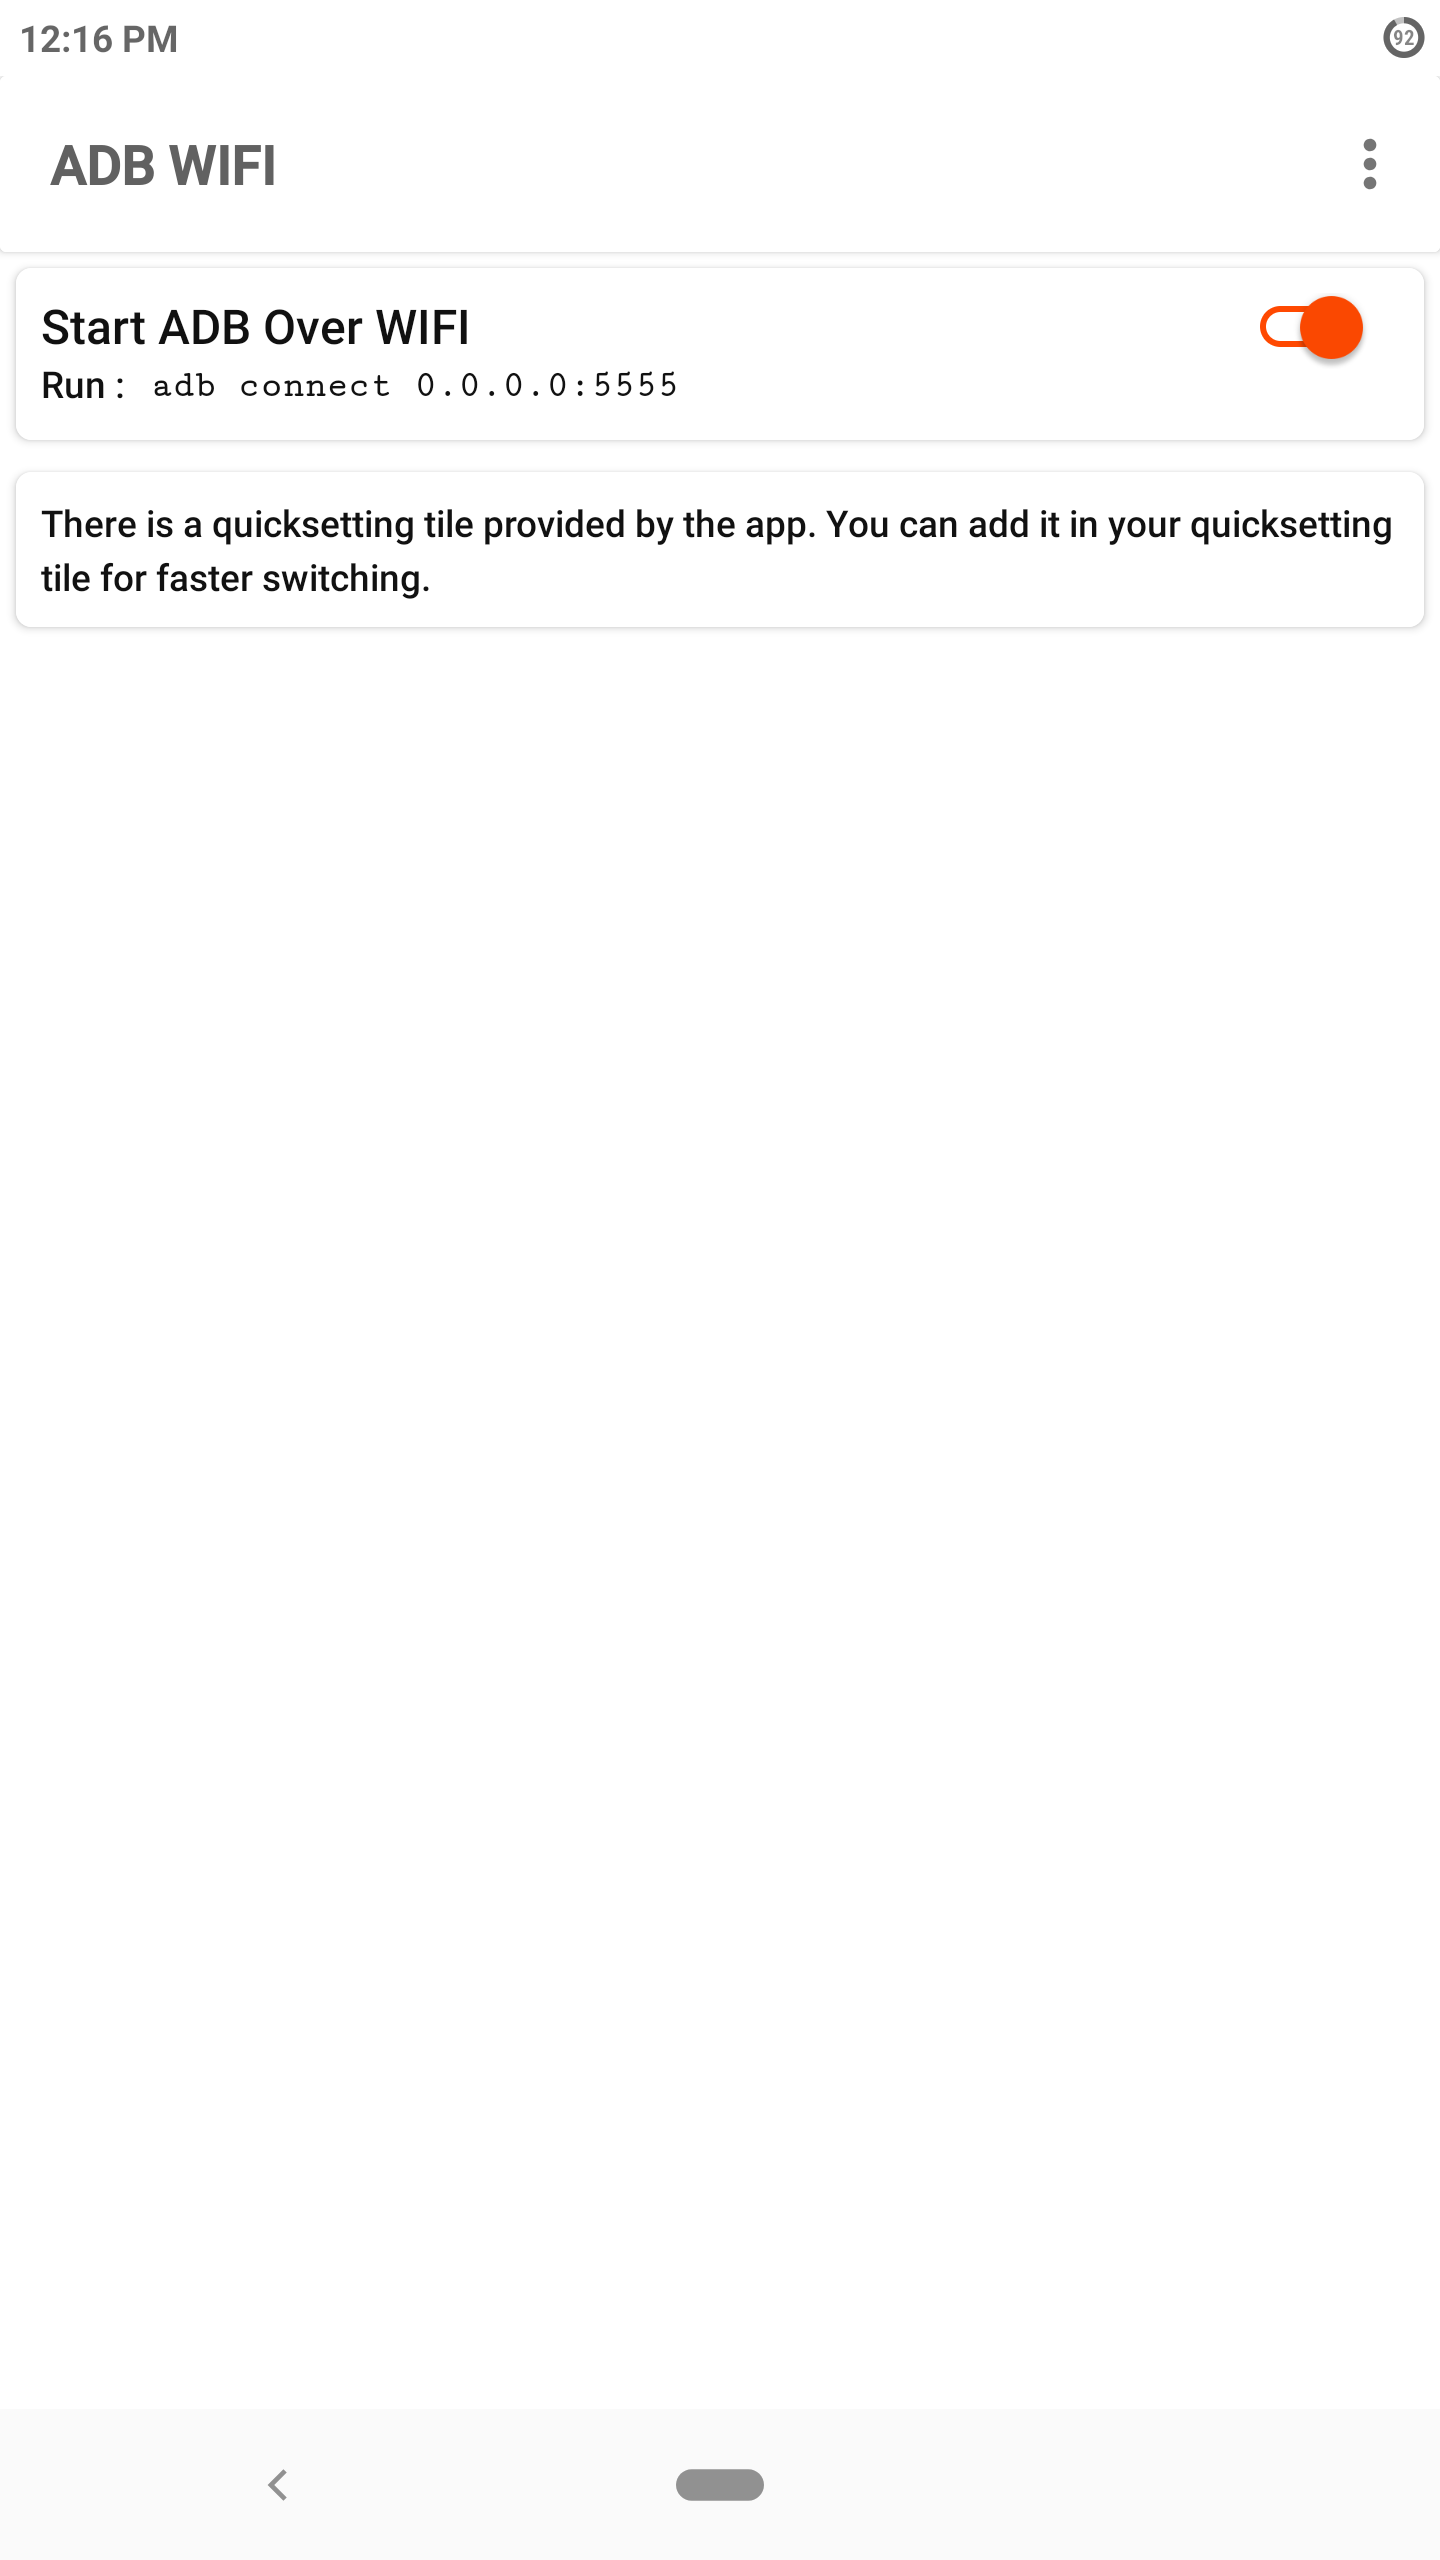 12:16 PM
92
ADB WIFI
Start ADB Over WIFI
Run : adb connect 0.0.0.0:5555
There is a quicksetting tile provided by the app. You can add it in your quicksetting
tile for faster switching.